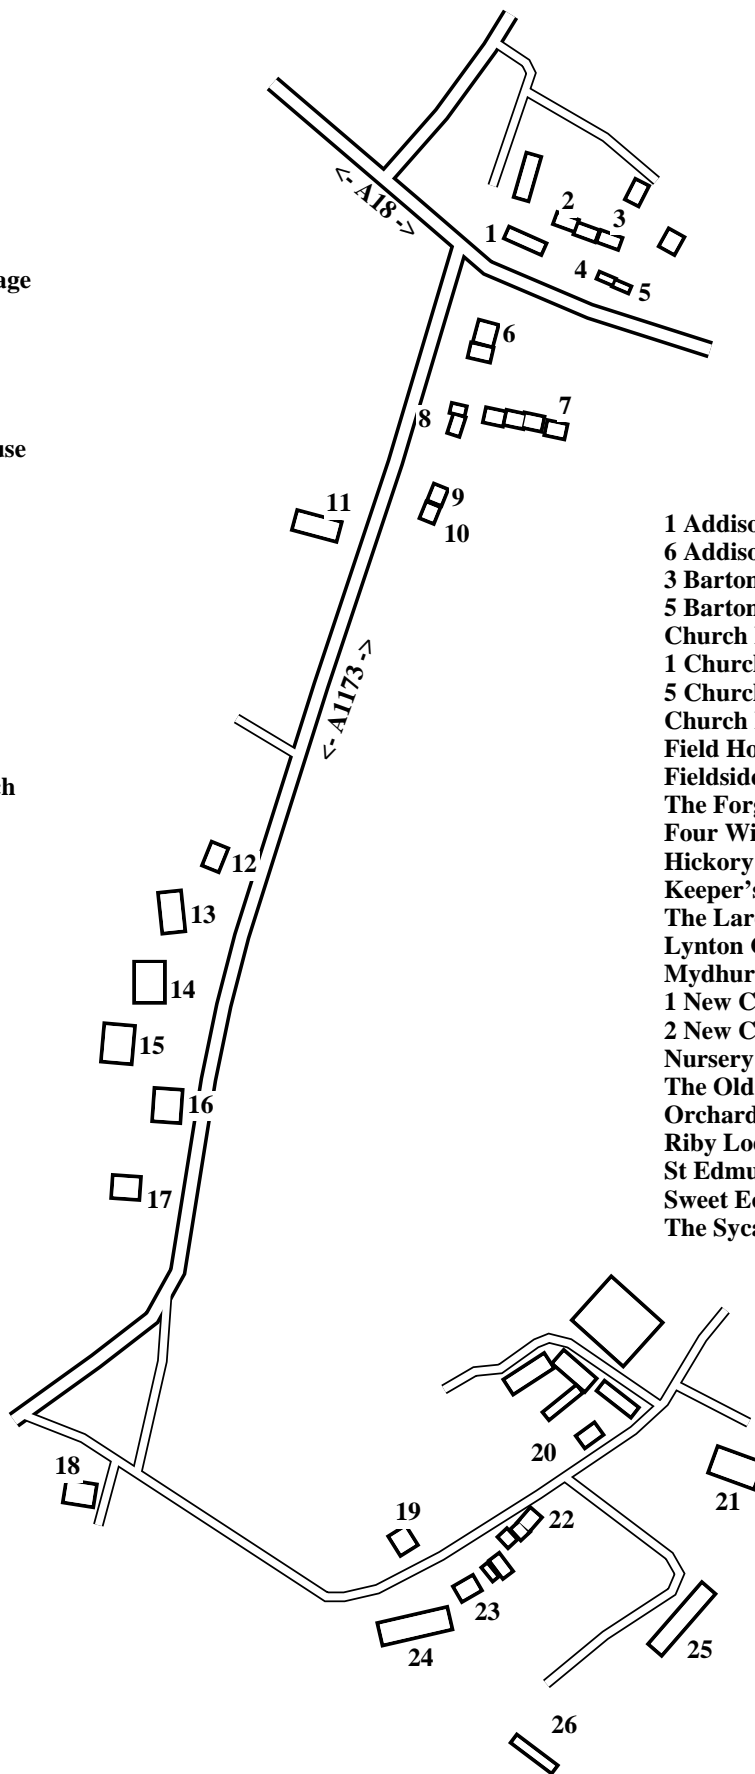 <- A18 ->
2
3
1
4
5
age
6
7
8
use
9
10
11
<- A1173 ->
ch
12
13
14
15
16
17
18
19
20
21
22
23
24
25
26
1 Addiso
6 Addiso
3 Barton
5 Barton
Church
1 Church
5 Church
Church
Field Ho
Fieldside
The Forg
Four Wi
Hickory
Keeper's
The Lar
Lynton
Mydhur
1 New C
2 New C
Nursery
The Old
Orchard
Riby Lo
St Edmu
Sweet Ec
The Syca